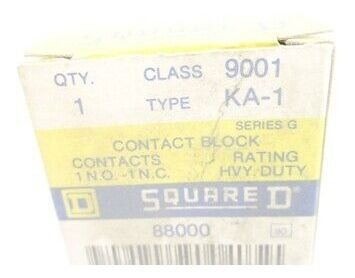 QTY. CLASS 9001
1 TYPE KA-1
SERIES G
CONTACT BLOCK
CONTACTS RATING
1 N.O.-1 N.C. HVY. DUTY
D SQUARE D
88000